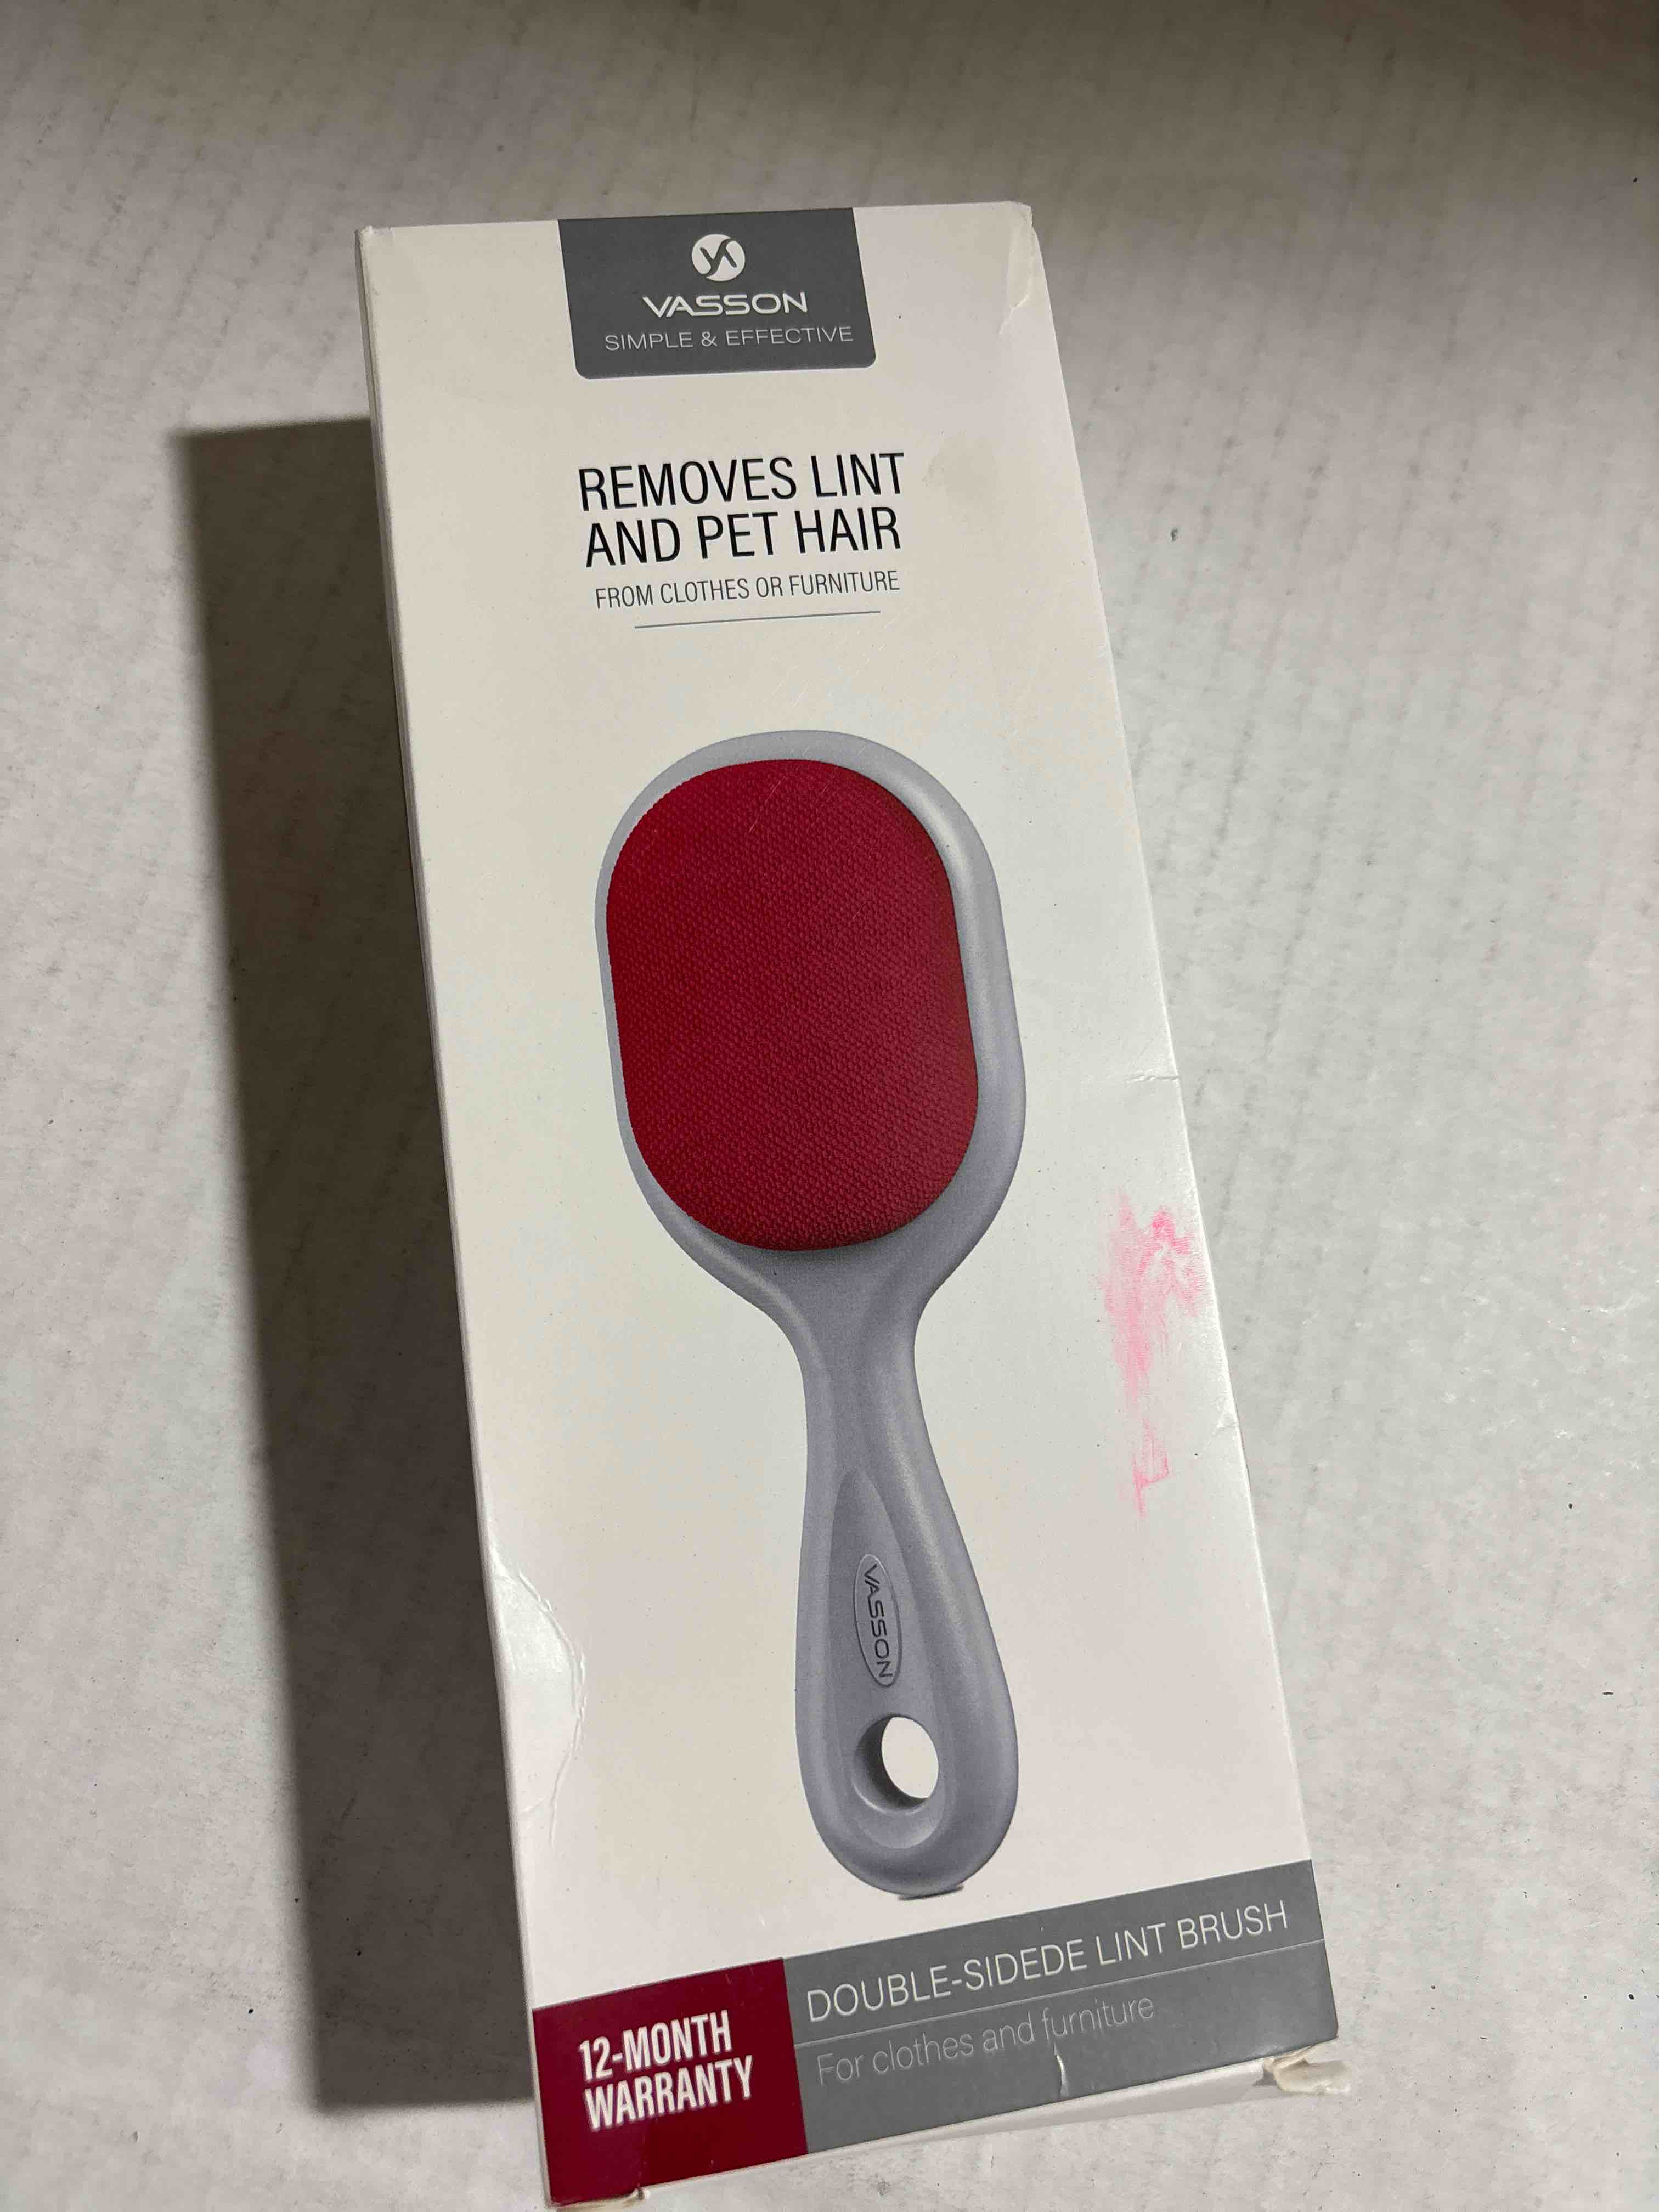 VASSON
SIMPLE & EFFECTIVE
REMOVES LINT
AND PET HAIR
FROM CLOTHES OR FURNITURE
VASSON
12-MONTH
WARRANTY
DOUBLE-SIDEDE LINT BRUSH
For clothes and furniture